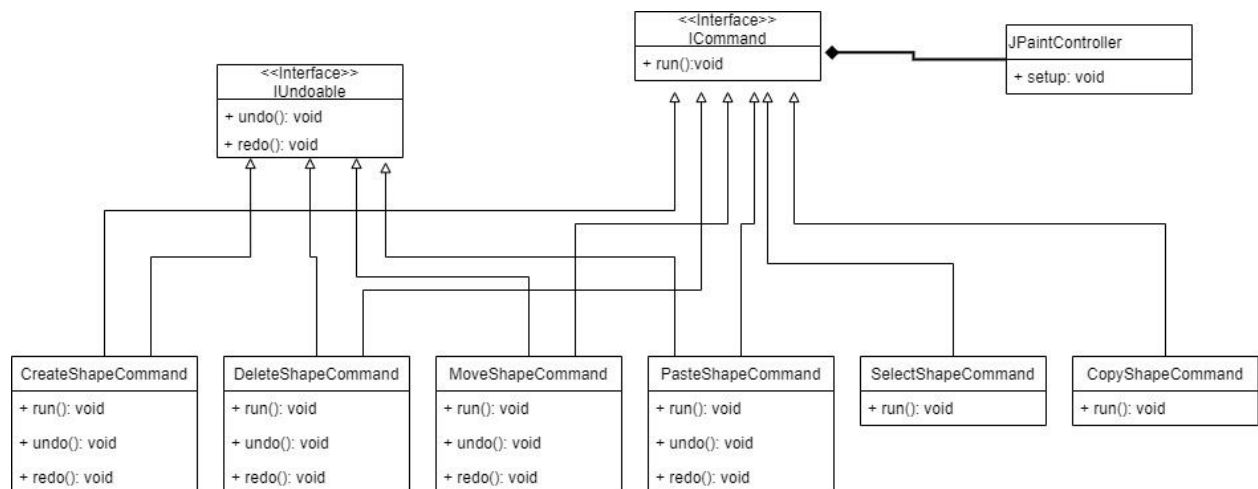 <<Interface>>
ICommand
+ run():void
JPaintController
+ setup: void
<<Interface>>
IUndoable
+ undo(): void
+ redo(): void
CreateShapeCommand
+ run(): void
+ undo(): void
+ redo(): void
DeleteShapeCommand
+ run(): void
+ undo(): void
+ redo(): void
MoveShapeCommand
+ run(): void
+ undo(): void
+ redo(): void
PasteShapeCommand
+ run(): void
+ undo(): void
+ redo(): void
SelectShapeCommand
+ run(): void
CopyShapeCommand
+ run(): void